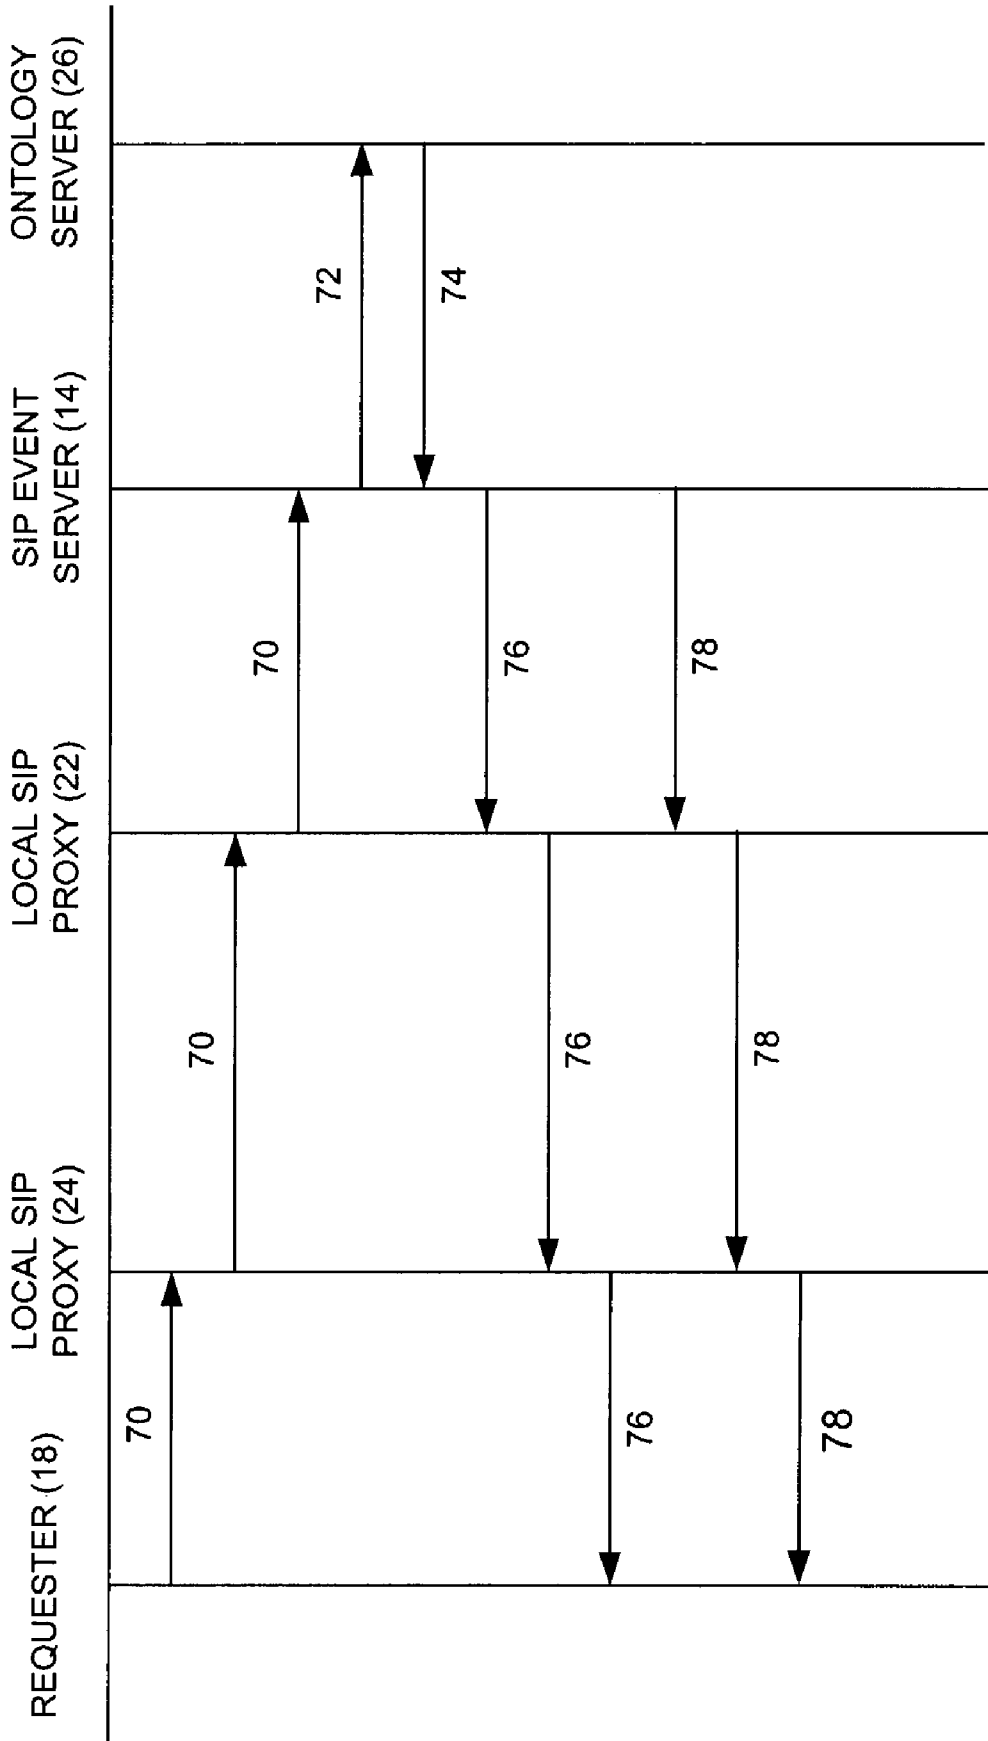 REQUESTER (18)
LOCAL SIP
PROXY (24)
LOCAL SIP
PROXY (22)
SIP EVENT
SERVER (14)
ONTOLOGY
SERVER (26)
70
70
70
72
74
76
76
76
78
78
78